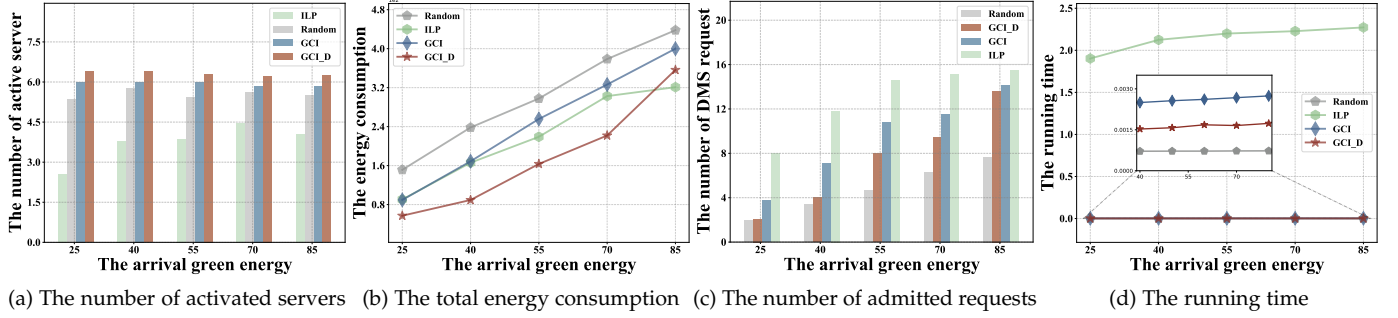 The number of active server
7.5
6.0
4.5
3.0
1.5
0.0
ILP
Random
GCI
GCI_D
25 40 55 70 85
The arrival green energy
(a) The number of activated servers
The energy consumption
4.8
4.0
3.2
2.4
1.6
0.8
Random
ILP
GCI
GCI_D
25 40 55 70 85
The arrival green energy
(b) The total energy consumption
The number of DMS request
20
16
12
8
4
0
Random
GCI_D
GCI
ILP
25 40 55 70 85
The arrival green energy
(c) The number of admitted requests
The running time
2.5
2.0
1.5
1.0
0.5
0.0
0.0030
0.0015
0.0000
40 55 70
Random
ILP
GCI
GCI_D
25 40 55 70 85
The arrival green energy
(d) The running time